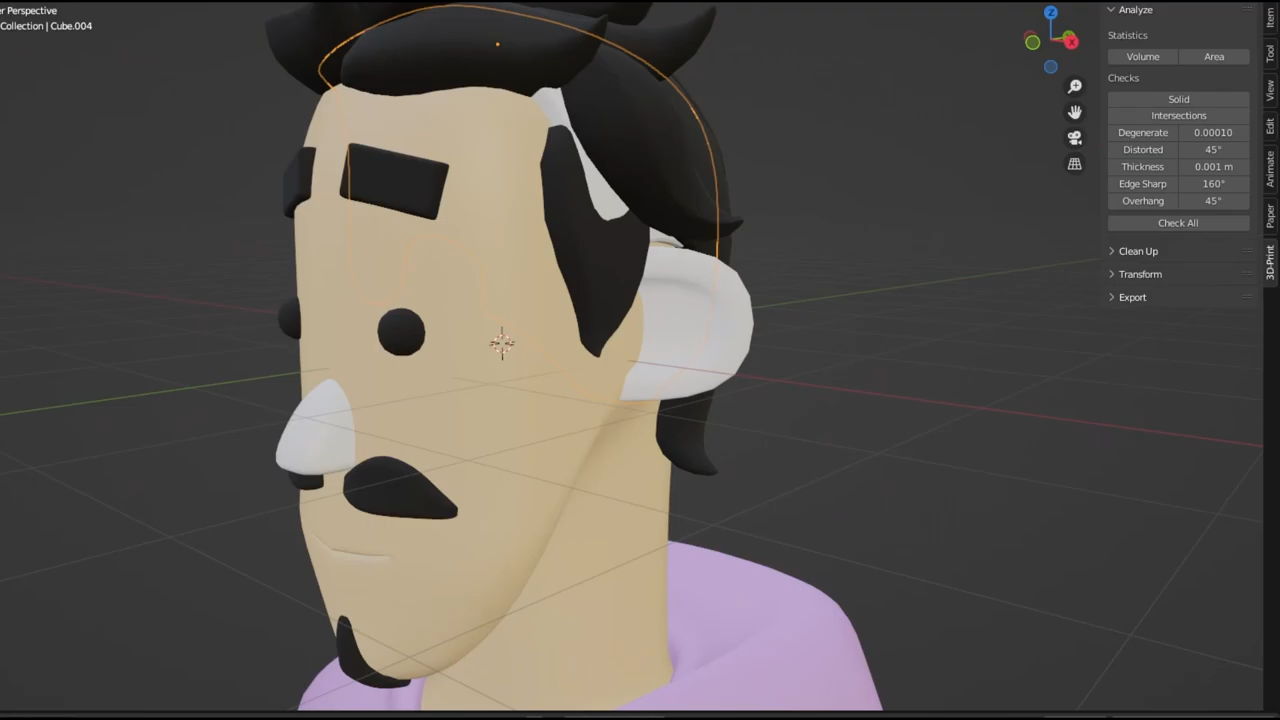 er Perspective
Collection | Cube.004
Z
X
Analyze
Statistics
Volume Area
Checks
Solid
Intersections
Degenerate 0.00010
Distorted 45°
Thickness 0.001 m
Edge Sharp 160°
Overhang 45°
Check All
Clean Up
Transform
Export
Item
Tool
View
Edit
Animate
Paper
3D-Print